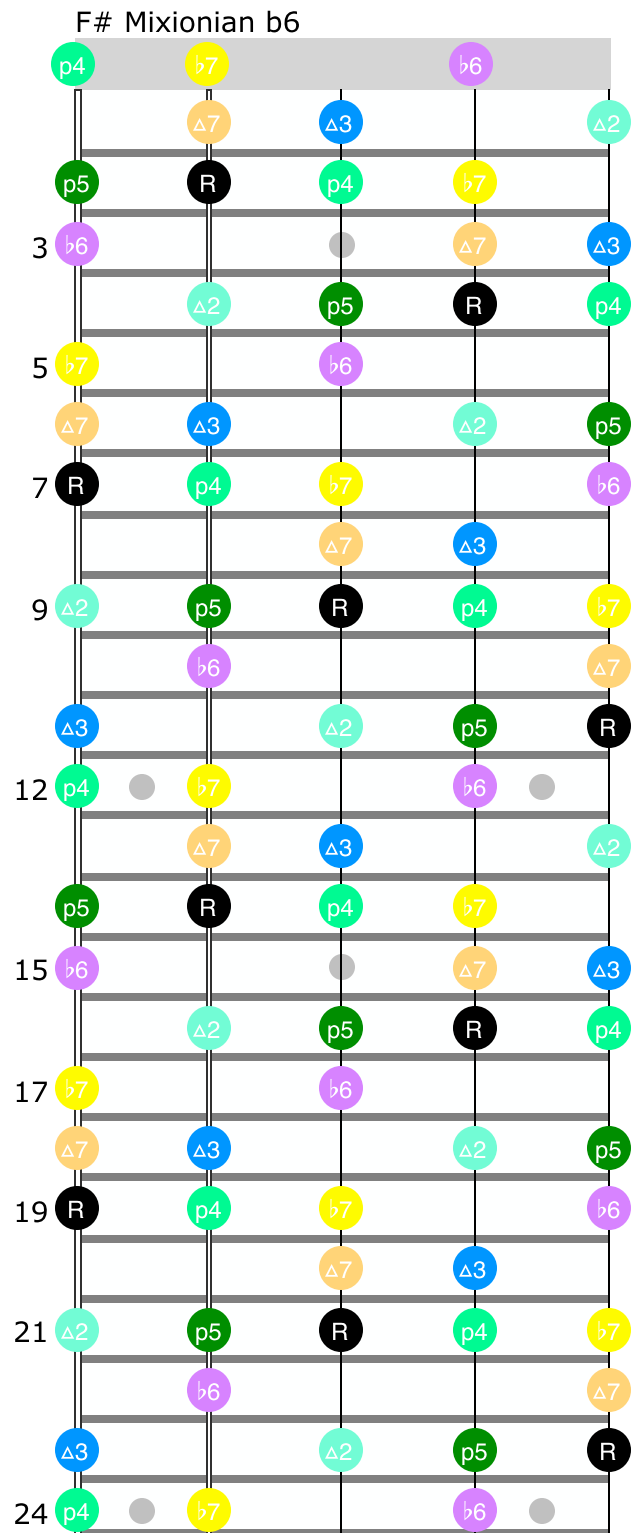 F# Mixionian b6
p4 ♭7 ♭6
△7 △3 △2
p5 R p4 ♭7
3 ♭6 △7 △3
△2 p5 R p4
5 ♭7 ♭6
△7 △3 △2 p5
7 R p4 ♭7 ♭6
△7 △3
9 △2 p5 R p4 ♭7
♭6 △7
△3 △2 p5 R
12 p4 ♭7 ♭6
△7 △3 △2
p5 R p4 ♭7
15 ♭6 △7 △3
△2 p5 R p4
17 ♭7 ♭6
△7 △3 △2 p5
19 R p4 ♭7 ♭6
△7 △3
21 △2 p5 R p4 ♭7
♭6 △7
△3 △2 p5 R
24 p4 ♭7 ♭6